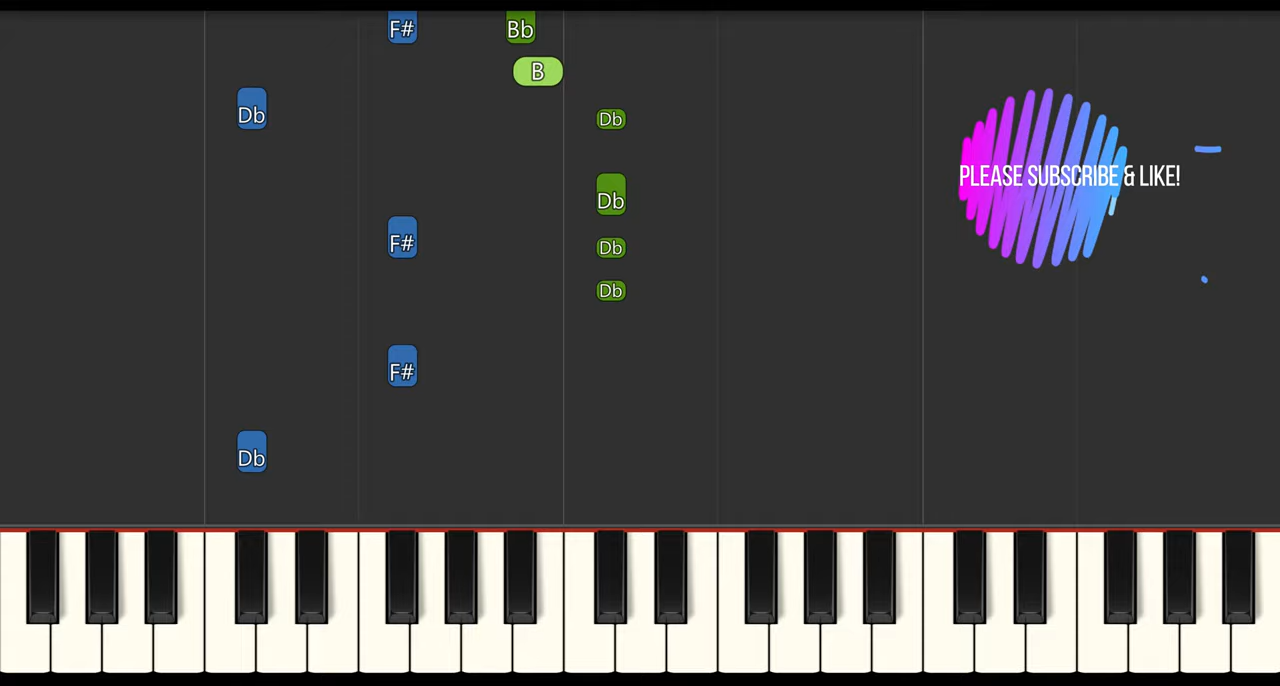 F# Bb
B
Db Db
PLEASE SUBSCRIBE & LIKE!
Db
F# Db
Db
F#
Db